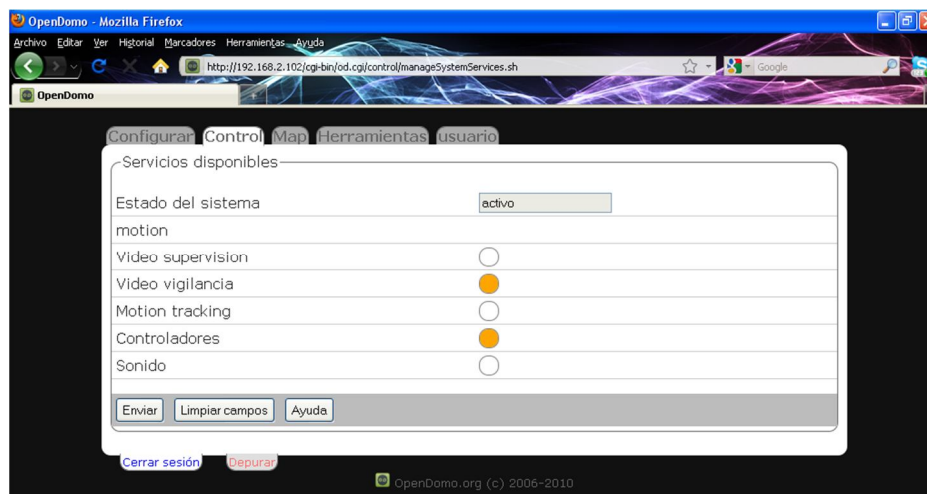 OpenDomo - Mozilla Firefox
Archivo Editar Ver Historial Marcadores Herramientas Ayuda
http://192.168.2.102/cgi-bin/od.cgi/control/manageSystemServices.sh
Google
OpenDomo
Configurar Control Map Herramientas usuario
Servicios disponibles
Estado del sistema activo
motion
Video supervision
Video vigilancia
Motion tracking
Controladores
Sonido
Enviar Limpiar campos Ayuda
Cerrar sesión Depurar
OpenDomo.org (c) 2006-2010